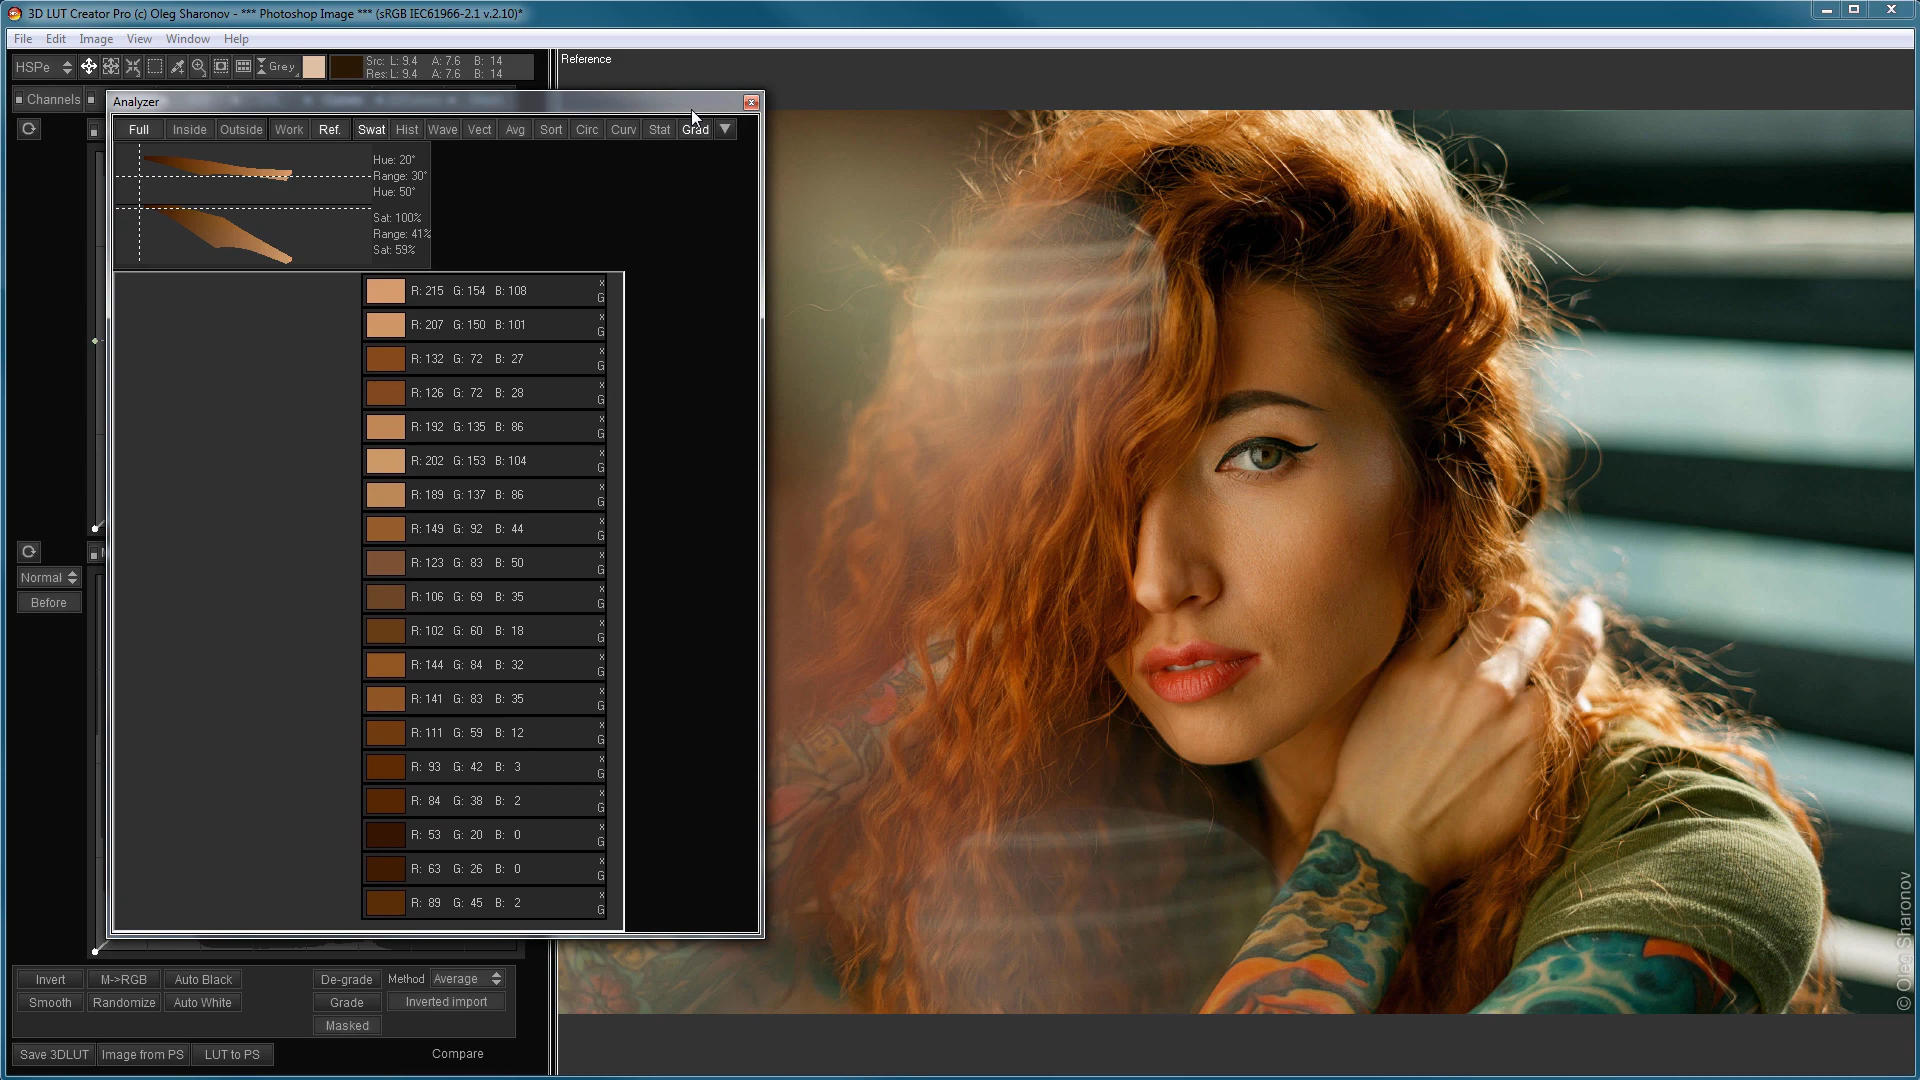 3D LUT Creator Pro (c) Oleg Sharonov - *** Photoshop Image *** (sRGB IEC61966-2.1 v.2.10)*
File Edit Image View Window Help
HSPe Grey Src: L: 9.4 A: 7.6 B: 14
Res: L: 9.4 A: 7.6 B: 14
Reference
Channels
Analyzer
Full Inside Outside Work Ref. Swat Hist Wave Vect Avg Sort Circ Curv Stat Grad
Hue: 20°
Range: 30°
Hue: 50°
Sat: 100%
Range: 41%
Sat: 59%
R: 215 G: 154 B: 108 x G
R: 207 G: 150 B: 101 x G
R: 132 G: 72 B: 27 x G
R: 126 G: 72 B: 28 x G
R: 192 G: 135 B: 86 x G
R: 202 G: 153 B: 104 x G
R: 189 G: 137 B: 86 x G
R: 149 G: 92 B: 44 x G
R: 123 G: 83 B: 50 x G
R: 106 G: 69 B: 35 x G
R: 102 G: 60 B: 18 x G
R: 144 G: 84 B: 32 x G
R: 141 G: 83 B: 35 x G
R: 111 G: 59 B: 12 x G
R: 93 G: 42 B: 3 x G
R: 84 G: 38 B: 2 x G
R: 53 G: 20 B: 0 x G
R: 63 G: 26 B: 0 x G
R: 89 G: 45 B: 2 x G
Normal
Before
Invert M->RGB Auto Black De-grade Method Average
Smooth Randomize Auto White Grade Inverted import
Masked
Save 3DLUT Image from PS LUT to PS Compare
© Oleg Sharonov